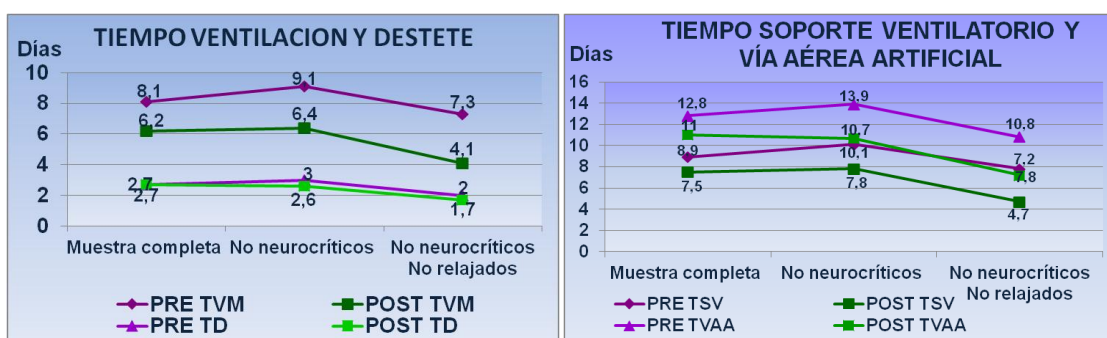 TIEMPO VENTILACION Y DESTETE
Días
10
8
6
4
2
0
8,1
9,1
7,3
6,2
6,4
4,1
2,7
3
2
2,7
2,6
1,7
Muestra completa
No neurocríticos
No neurocríticos
No relajados
PRE TVM
POST TVM
PRE TD
POST TD
TIEMPO SOPORTE VENTILATORIO Y
VÍA AÉREA ARTIFICIAL
Días
16
14
12
10
8
6
4
2
0
12,8
13,9
10,8
11
10,7
7,2
8,9
10,1
7,8
7,5
7,8
4,7
Muestra completa
No neurocríticos
No neurocríticos
No relajados
PRE TSV
POST TSV
PRE TVAA
POST TVAA